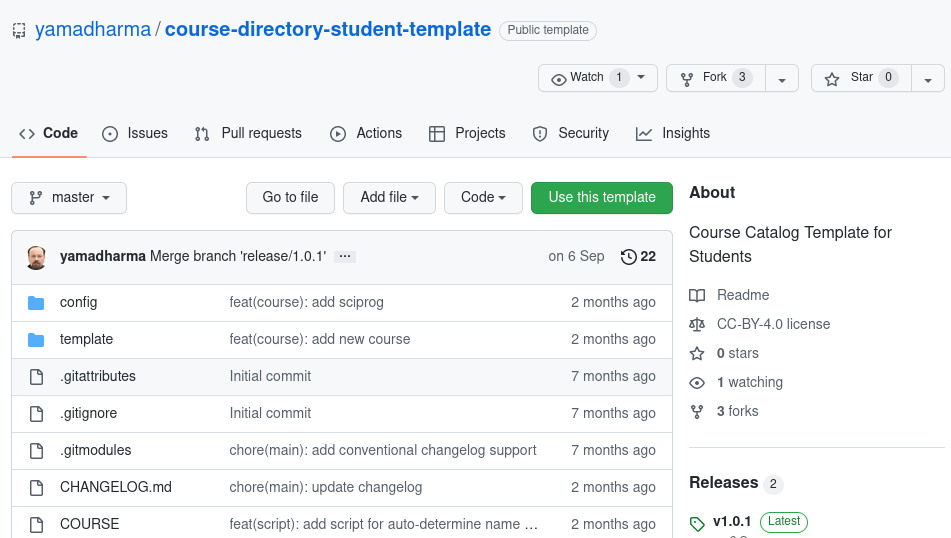 yamadharma / course-directory-student-template Public template
Watch 1 Fork 3 Star 0
Code Issues Pull requests Actions Projects Security Insights
master Go to file Add file Code Use this template
yamadharma Merge branch 'release/1.0.1' ... on 6 Sep 22
config feat(course): add sciprog 2 months ago
template feat(course): add new course 2 months ago
.gitattributes Initial commit 7 months ago
.gitignore Initial commit 7 months ago
.gitmodules chore(main): add conventional changelog support 7 months ago
CHANGELOG.md chore(main): update changelog 2 months ago
COURSE feat(script): add script for auto-determine name ... 2 months ago
About
Course Catalog Template for
Students
Readme
CC-BY-4.0 license
0 stars
1 watching
3 forks
Releases 2
v1.0.1 Latest